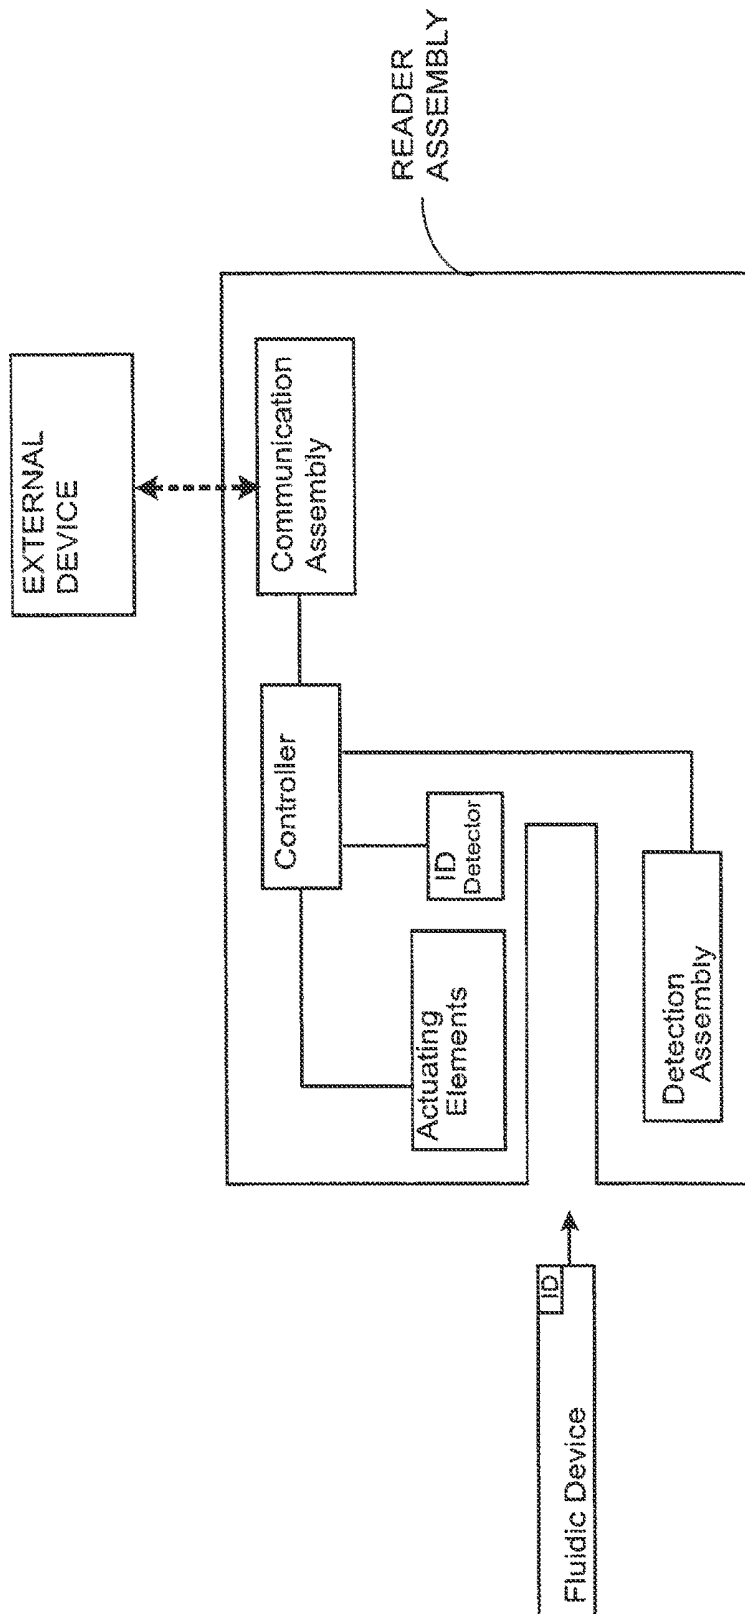 EXTERNAL
DEVICE
READER
ASSEMBLY
Communication
Assembly
Controller
ID
Detector
Actuating
Elements
Detection
Assembly
ID
Fluidic Device